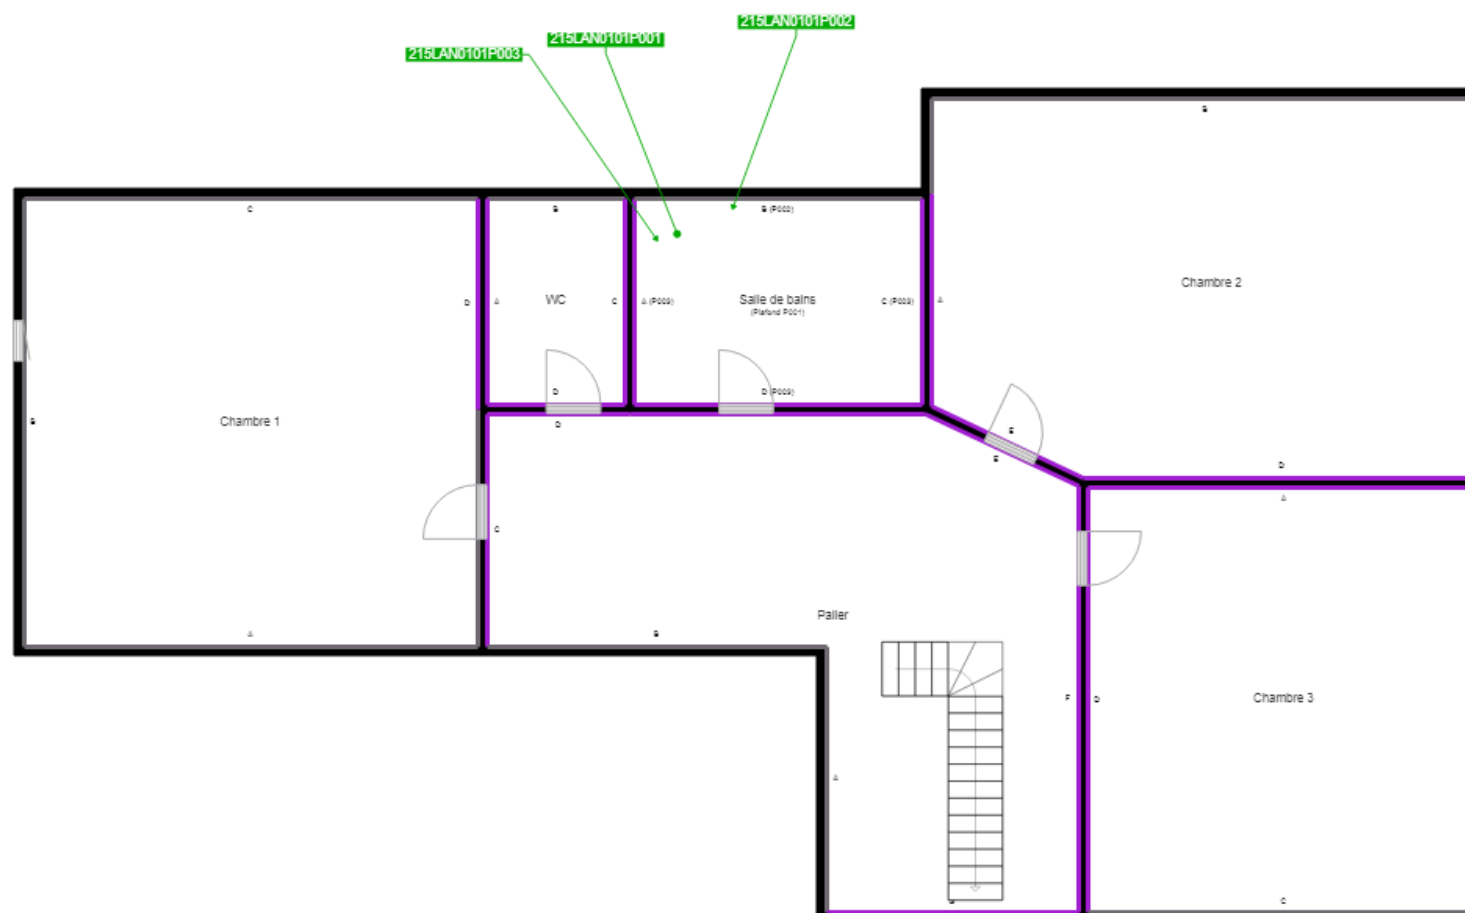 215LAN0101P002
215LAN0101P001
215LAN0101P003
B
C
B
B (P002)
D
A
WC
C
A (P003)
Salle de bains
(Plafond P001)
C (P003)
A
Chambre 2
D
D (P003)
B
Chambre 1
D
E
E
D
A
C
Palier
A
B
F
D
Chambre 3
A
C